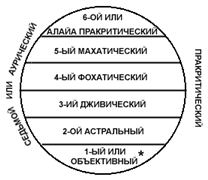 6-ОЙ ИЛИ
АЛАЙА ПРАКРИТИЧЕСКИЙ
5-ЫЙ МАХАТИЧЕСКИЙ
4-ЫЙ ФОХАТИЧЕСКИЙ
3-ИЙ ДЖИВИЧЕСКИЙ
2-ОЙ АСТРАЛЬНЫЙ
1-ЫЙ ИЛИ
ОБЪЕКТИВНЫЙ *
СЕДЬМОЙ ИЛИ АУРИЧЕСКИЙ
ПРАКРИТИЧЕСКИЙ